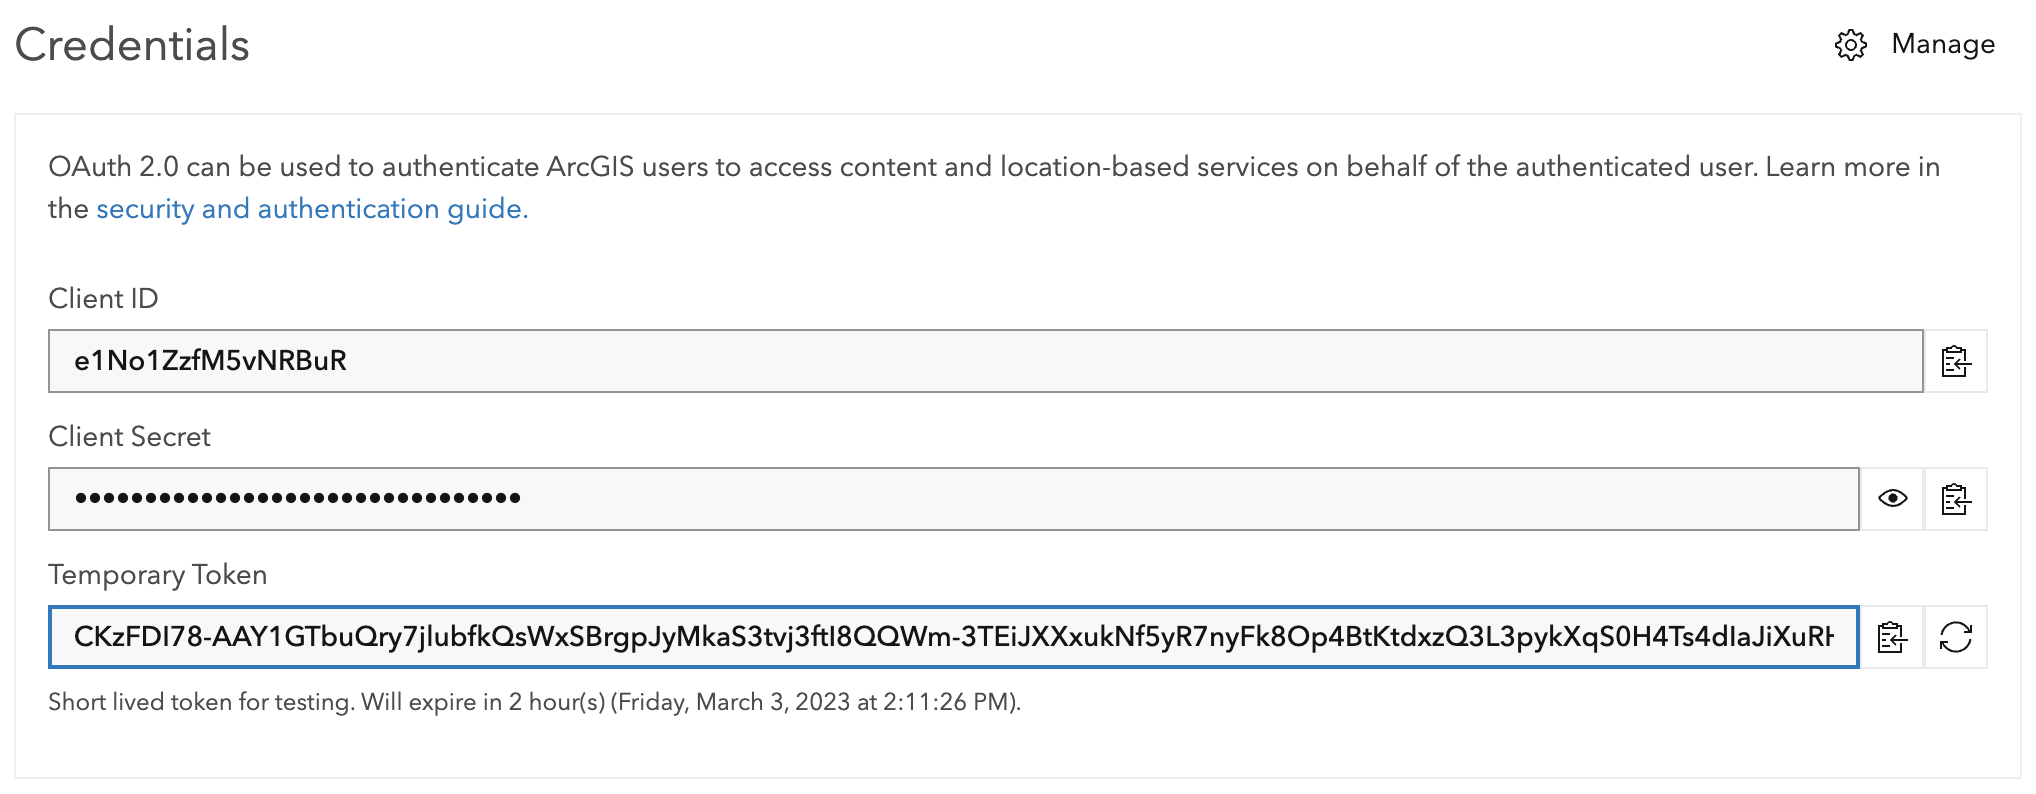 Credentials
Manage
OAuth 2.0 can be used to authenticate ArcGIS users to access content and location-based services on behalf of the authenticated user. Learn more in
the security and authentication guide.
Client ID
e1No1ZzfM5vNRBuR
Client Secret
••••••••••••••••••••••••••••••••
Temporary Token
CKzFDI78-AAY1GTbuQry7jlubfkQsWxSBrgpJyMkaS3tvj3ftI8QQWm-3TEiJXXxukNf5yR7nyFk8Op4BtKtdxzQ3L3pykXqS0H4Ts4dIaJiXuR
Short lived token for testing. Will expire in 2 hour(s) (Friday, March 3, 2023 at 2:11:26 PM).